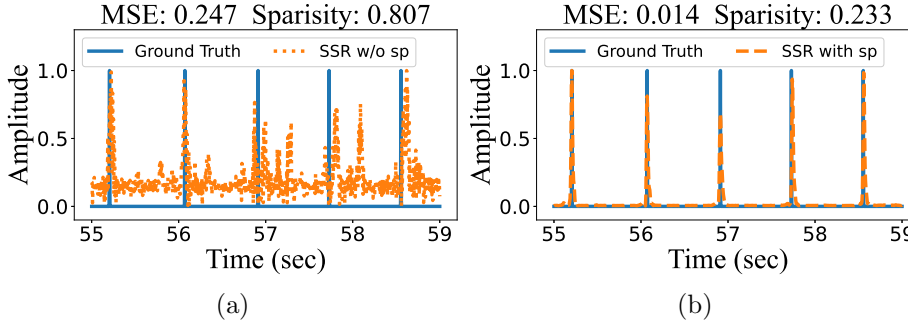 MSE: 0.247 Sparisity: 0.807
Ground Truth
SSR w/o sp
Amplitude
1.0
0.5
0.0
55 56 57 58 59
Time (sec)
(a)
MSE: 0.014 Sparisity: 0.233
Ground Truth
SSR with sp
Amplitude
1.0
0.5
0.0
55 56 57 58 59
Time (sec)
(b)